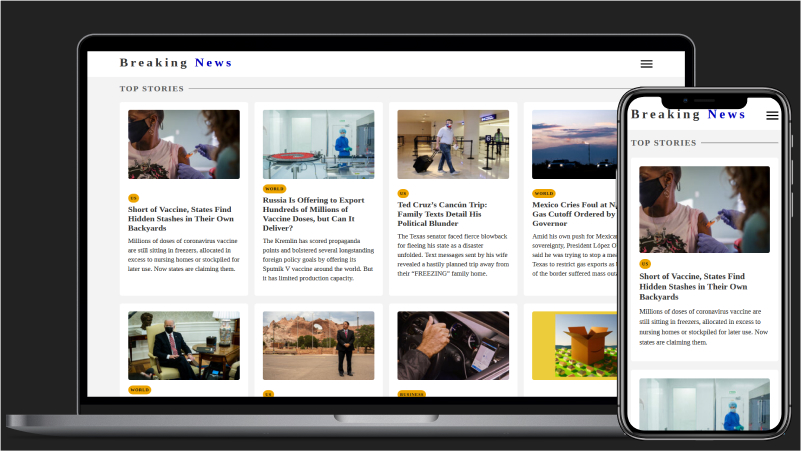 Breaking News
TOP STORIES
US
Short of Vaccine, States Find
Hidden Stashes in Their Own
Backyards
Millions of doses of coronavirus vaccine
are still sitting in freezers, allocated in
excess to nursing homes or stockpiled for
later use. Now states are claiming them.
WORLD
Russia Is Offering to Export
Hundreds of Millions of
Vaccine Doses, but Can It
Deliver?
The Kremlin has scored propaganda
points and bolstered several longstanding
foreign policy goals by offering its
Sputnik V vaccine around the world. But
it has limited production capacity.
US
Ted Cruz's Cancún Trip:
Family Texts Detail His
Political Blunder
The Texas senator faced fierce blowback
for fleeing his state as a disaster
unfolded. Text messages sent by his wife
revealed a hastily planned trip away from
their “FREEZING” family home.
WORLD
Mexico Cries Foul at
Gas Cutoff Ordered by
Governor
Amid his own push for
sovereignty, President López
said he was trying to stop a
Texas to restrict gas exports as
of the border suffered mass
WORLD
US
BUSINESS
Breaking News
TOP STORIES
US
Short of Vaccine, States Find
Hidden Stashes in Their Own
Backyards
Millions of doses of coronavirus vaccine are
still sitting in freezers, allocated in excess to
nursing homes or stockpiled for later use. Now
states are claiming them.